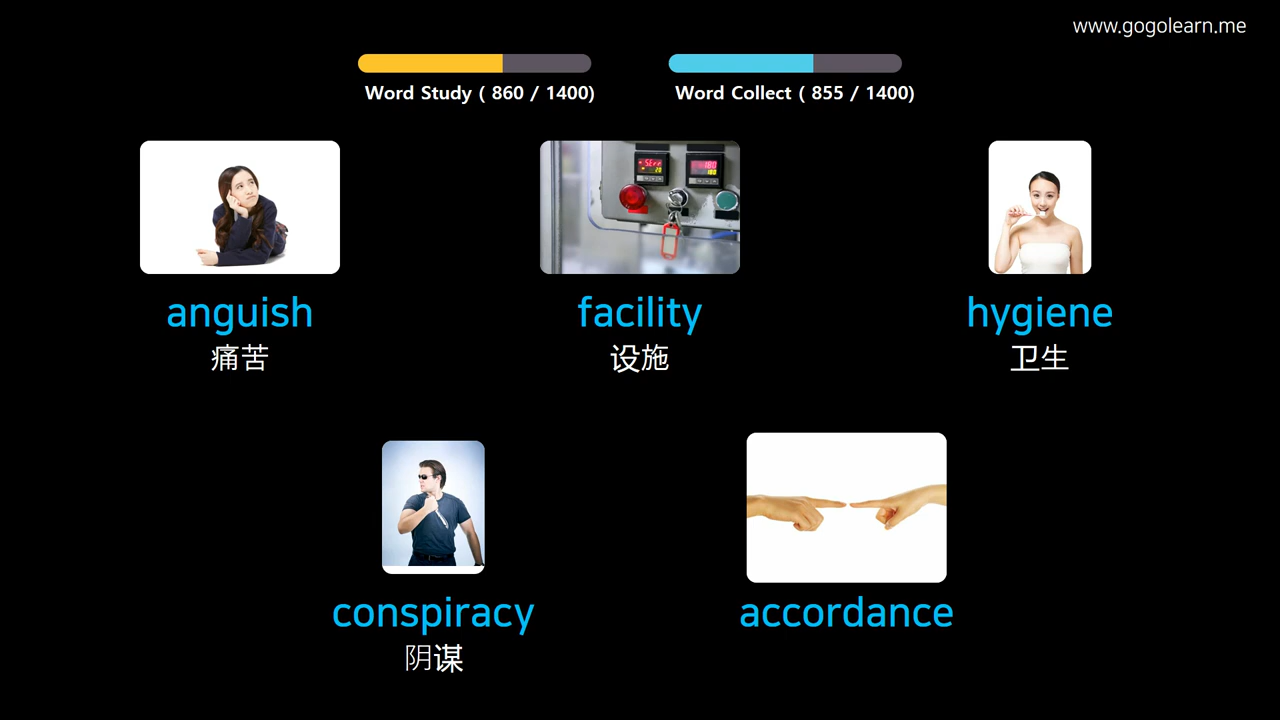 www.gogolearn.me
Word Study ( 860 / 1400)
Word Collect ( 855 / 1400)
anguish
痛苦
facility
设施
hygiene
卫生
conspiracy
阴谋
accordance